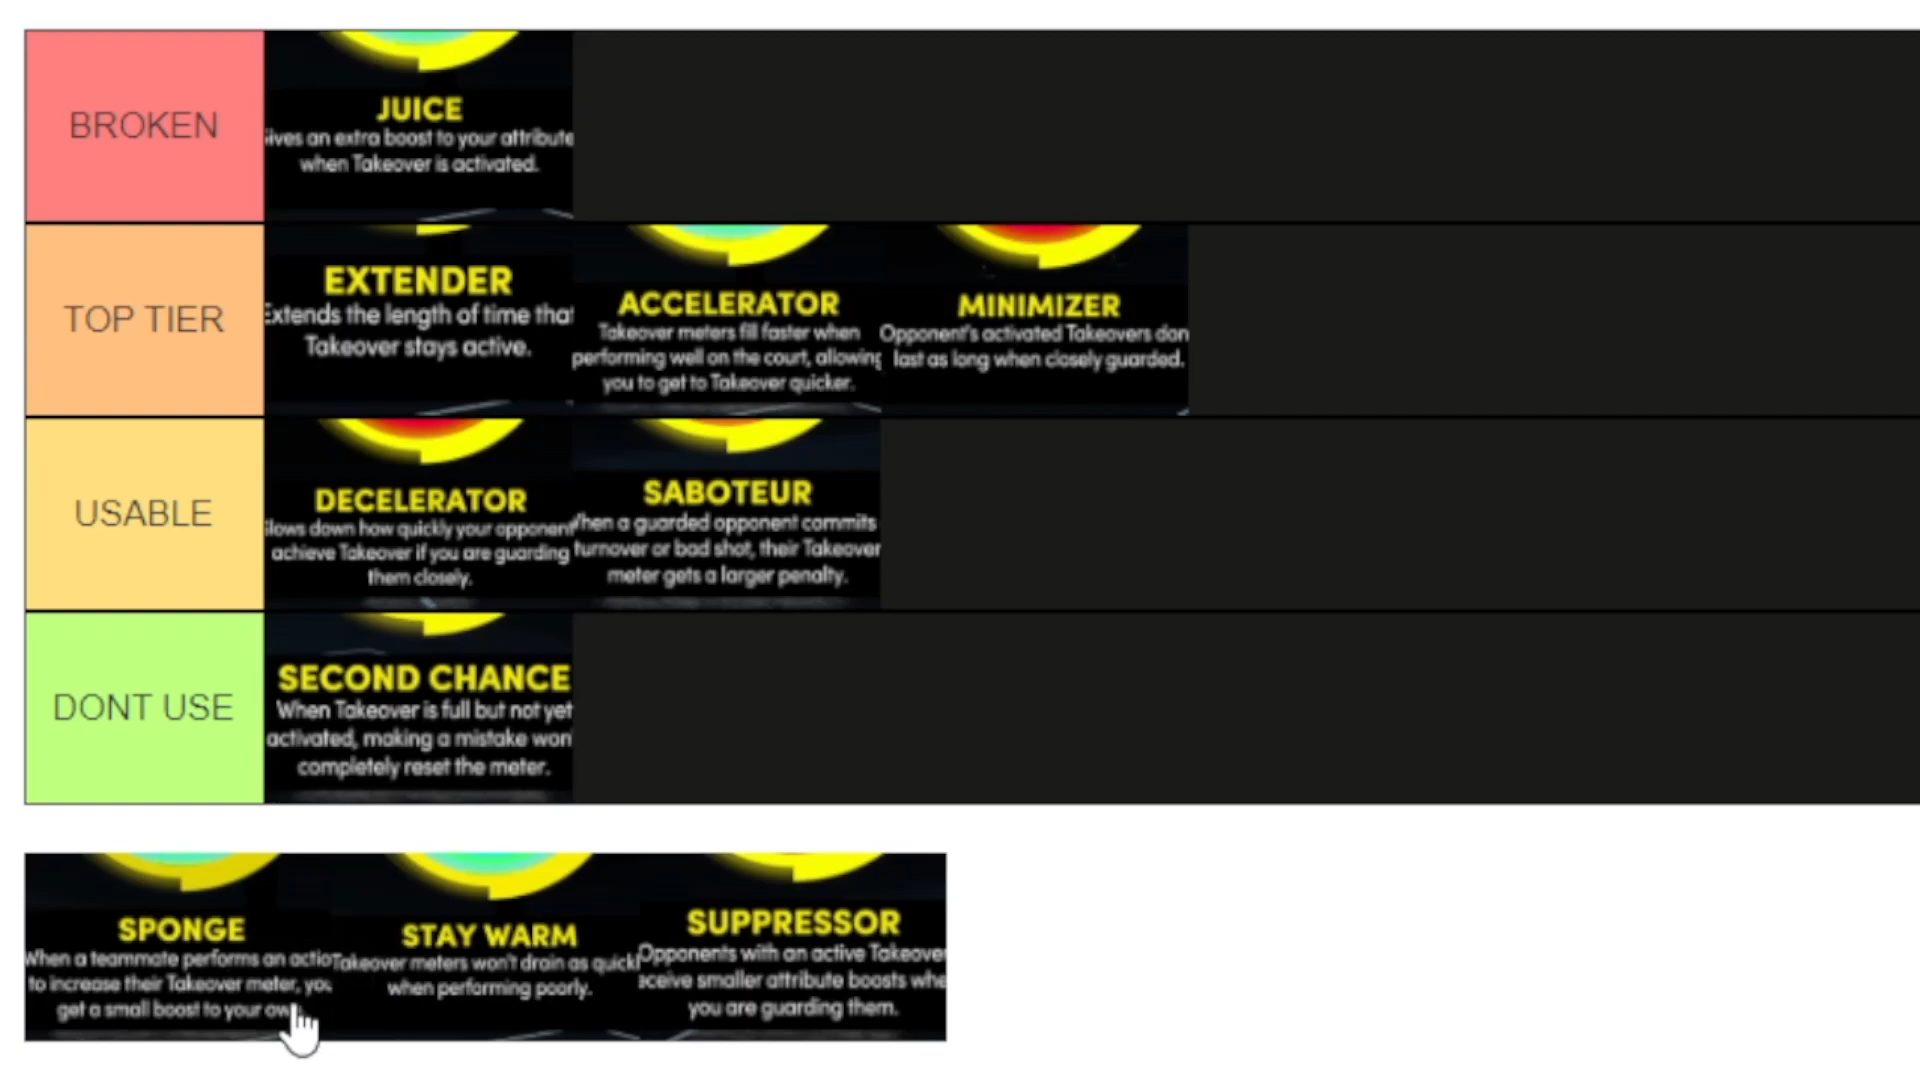 BROKEN
JUICE
ives an extra boost to your attribute
when Takeover is activated.
TOP TIER
EXTENDER
Extends the length of time that
Takeover stays active.
ACCELERATOR
Takeover meters fill faster when
performing well on the court, allowing
you to get to Takeover quicker.
MINIMIZER
Opponent's activated Takeovers don
last as long when closely guarded.
USABLE
DECELERATOR
lows down how quickly your opponent
achieve Takeover if you are guarding
them closely.
SABOTEUR
When a guarded opponent commits
turnover or bad shot, their Takeover
meter gets a larger penalty.
DONT USE
SECOND CHANCE
When Takeover is full but not yet
activated, making a mistake won
completely reset the meter.
SPONGE
When a teammate performs an actio
to increase their Takeover meter, you
get a small boost to your ow
STAY WARM
Takeover meters won't drain as quickl
when performing poorly.
SUPPRESSOR
Opponents with an active Takeover
eceive smaller attribute boosts whe
you are guarding them.